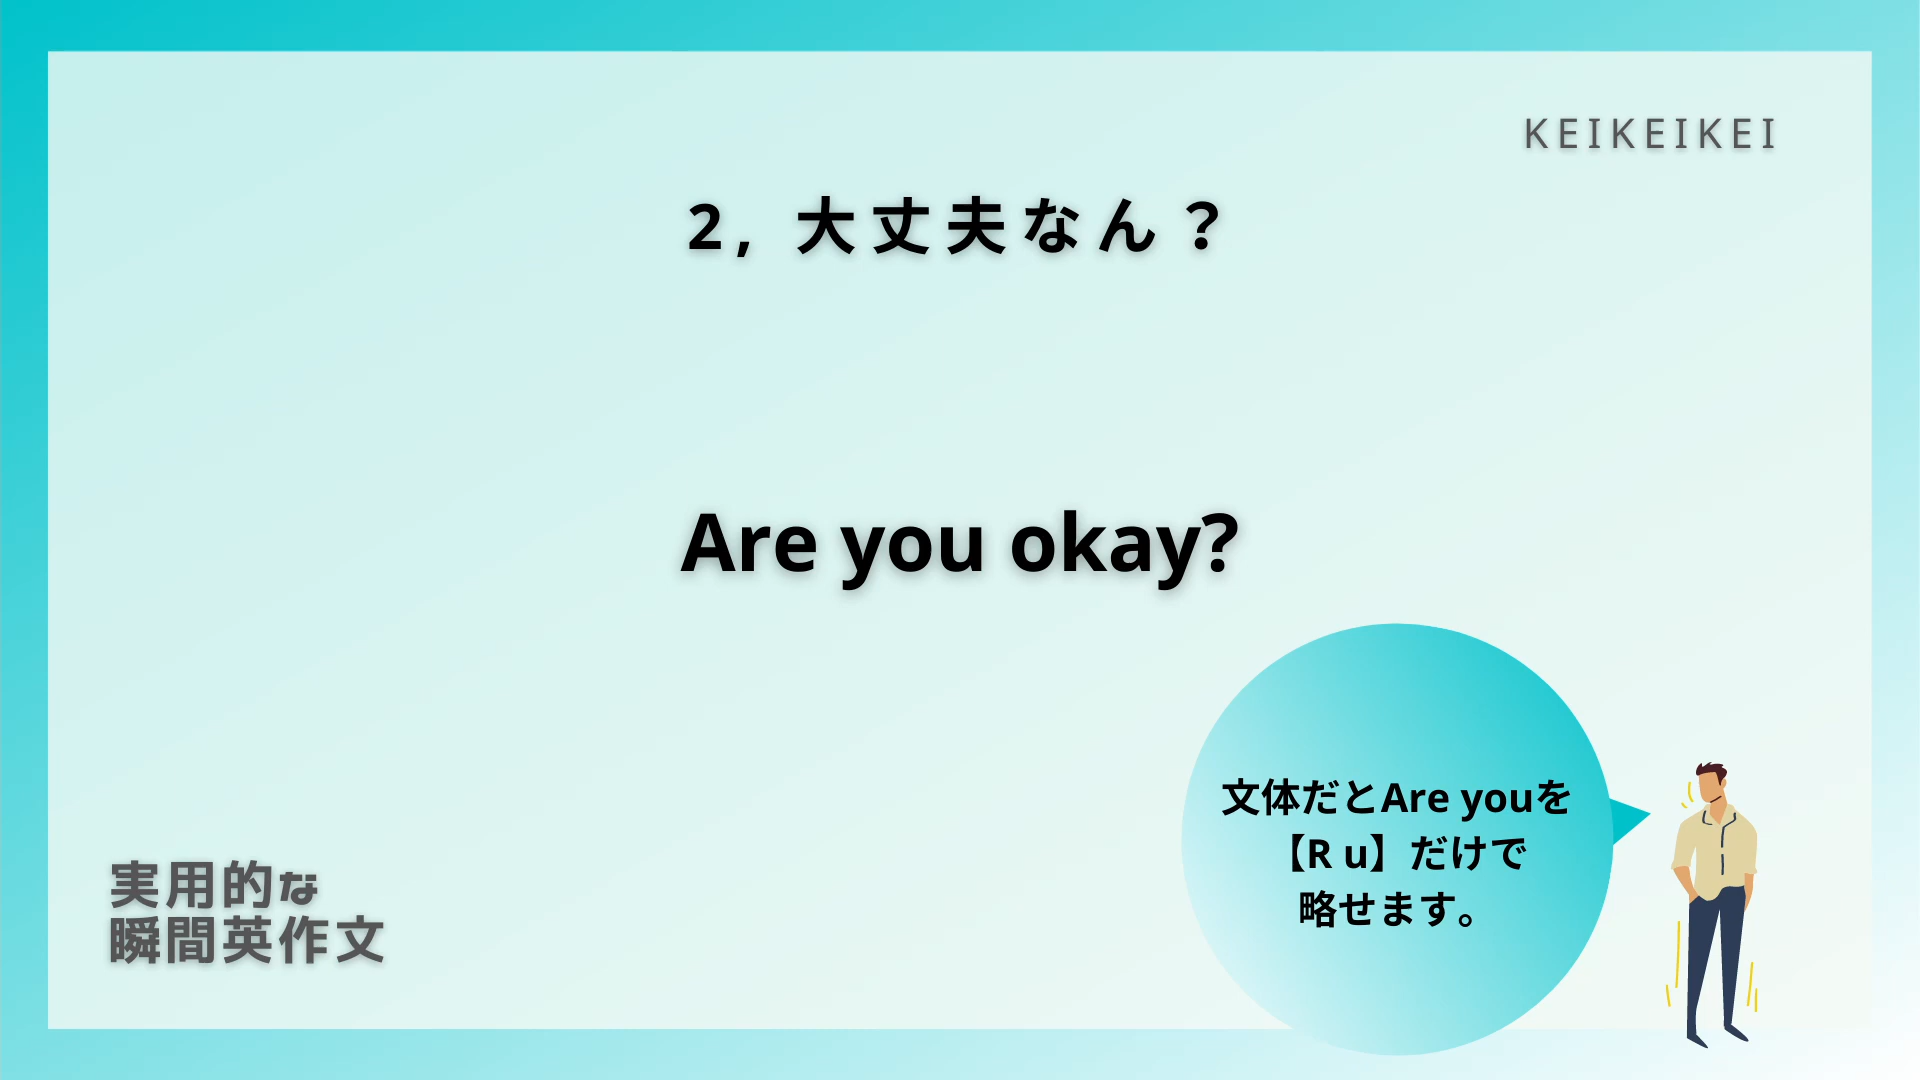 KEIKEIKEI
2, 大丈夫なん？
Are you okay?
文体だとAre youを
【R u】だけで
略せます。
実用的な
瞬間英作文